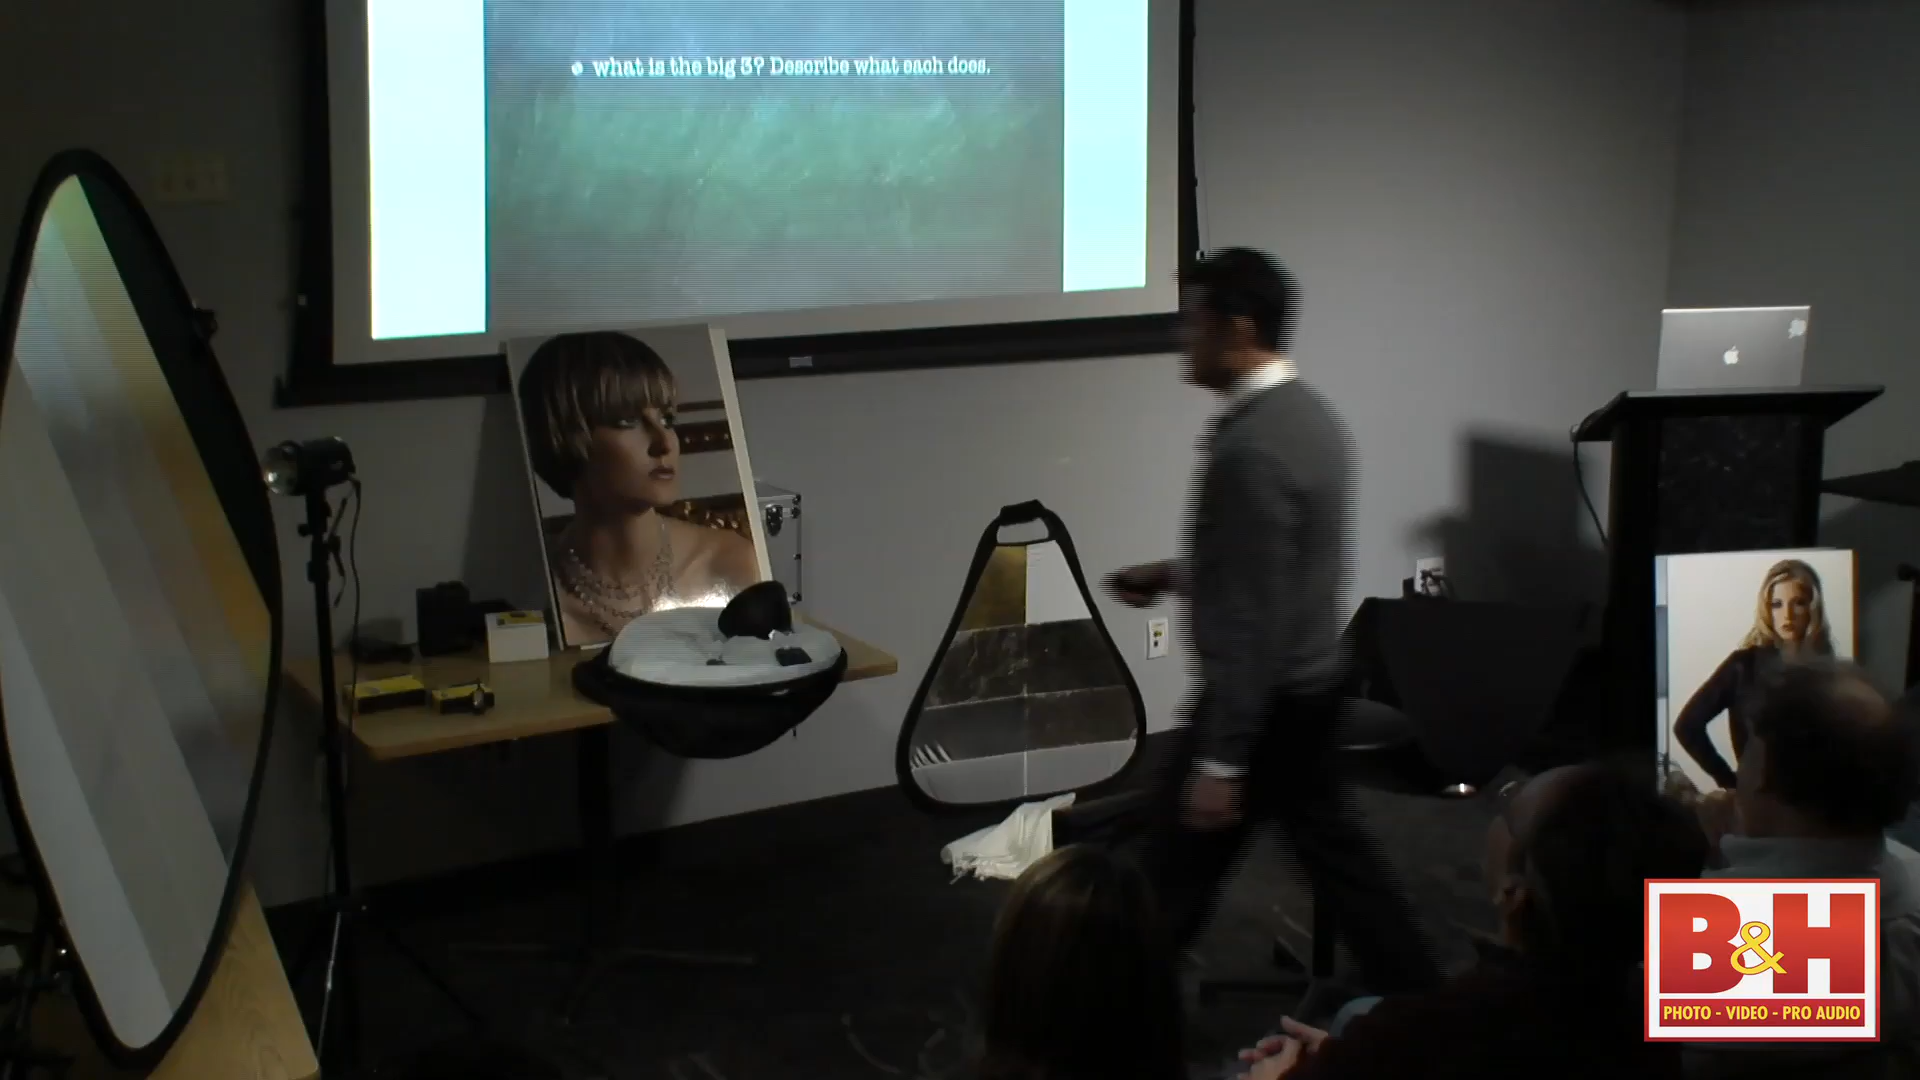 • what is the big 3? Describe what each does.
B&H
PHOTO - VIDEO - PRO AUDIO